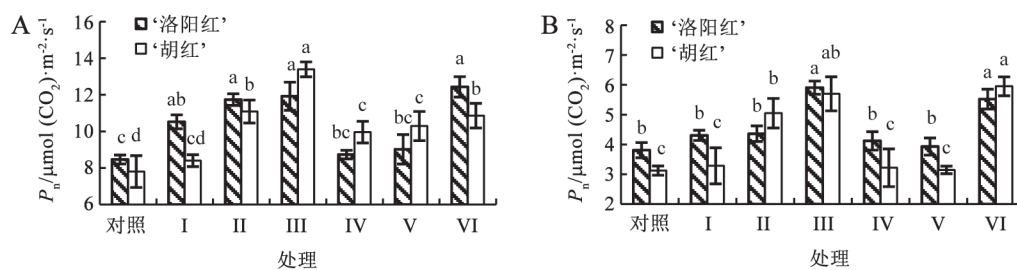 A
P_n/μmol (CO₂)·m⁻²·s⁻¹
16
14
12
10
8
6
‘洛阳红’
‘胡红’
c d ab cd a b a a bc c bc c a b
对照 I II III IV V VI
处理
B
P_n/μmol (CO₂)·m⁻²·s⁻¹
8
7
6
5
4
3
2
‘洛阳红’
‘胡红’
b c b c b b a ab b c b c a a
对照 I II III IV V VI
处理